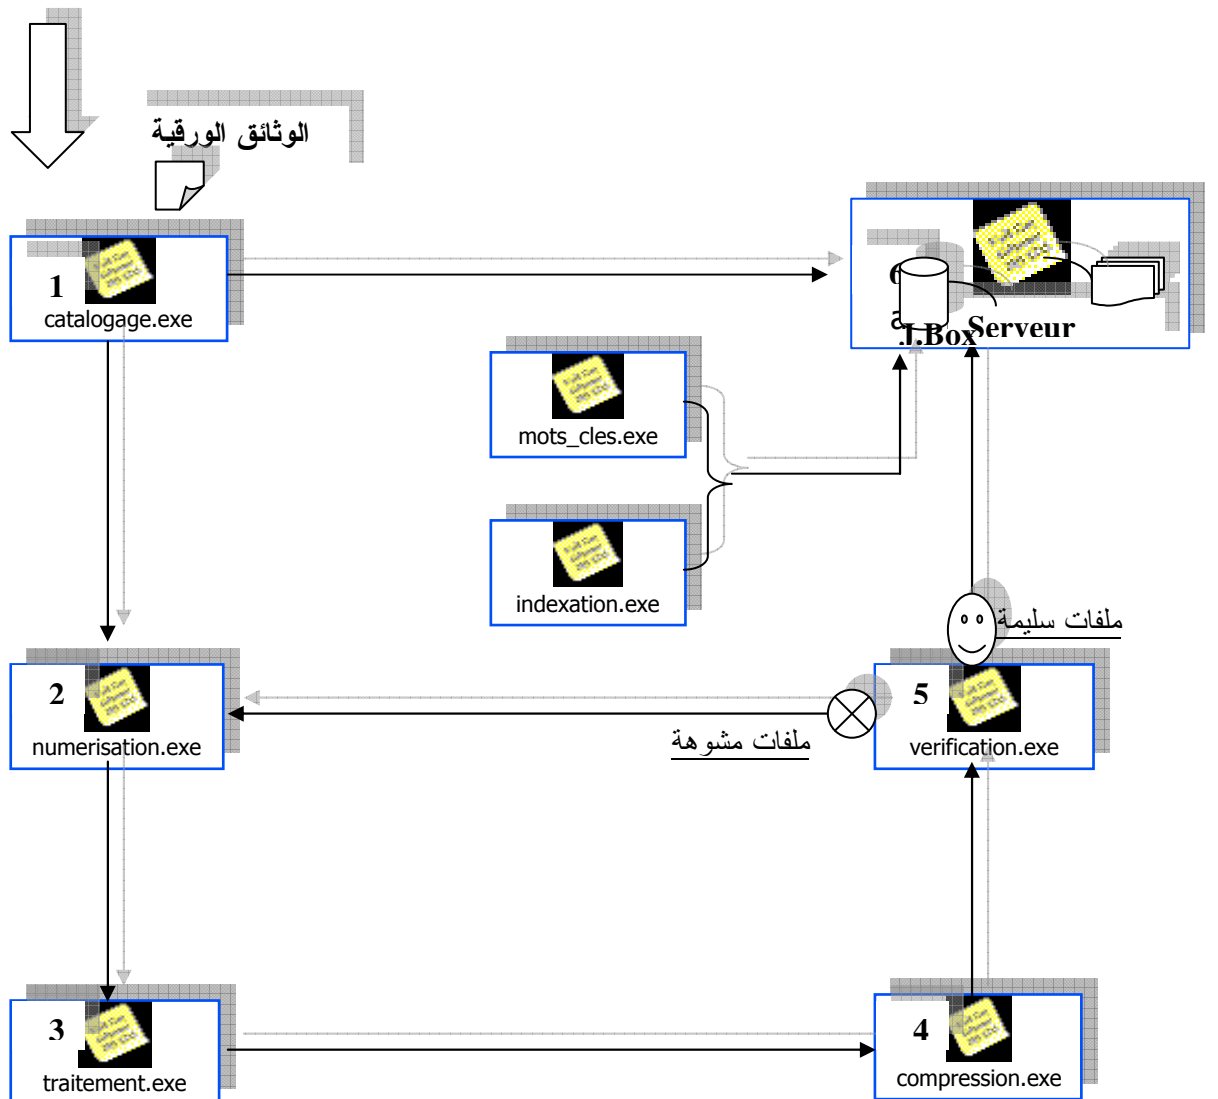 الوثائق الورقية
1
catalogage.exe
6
J.Box
Serveur
mots_cles.exe
indexation.exe
ملفات سليمة
2
numerisation.exe
ملفات مشوهة
5
verification.exe
3
traitement.exe
4
compression.exe